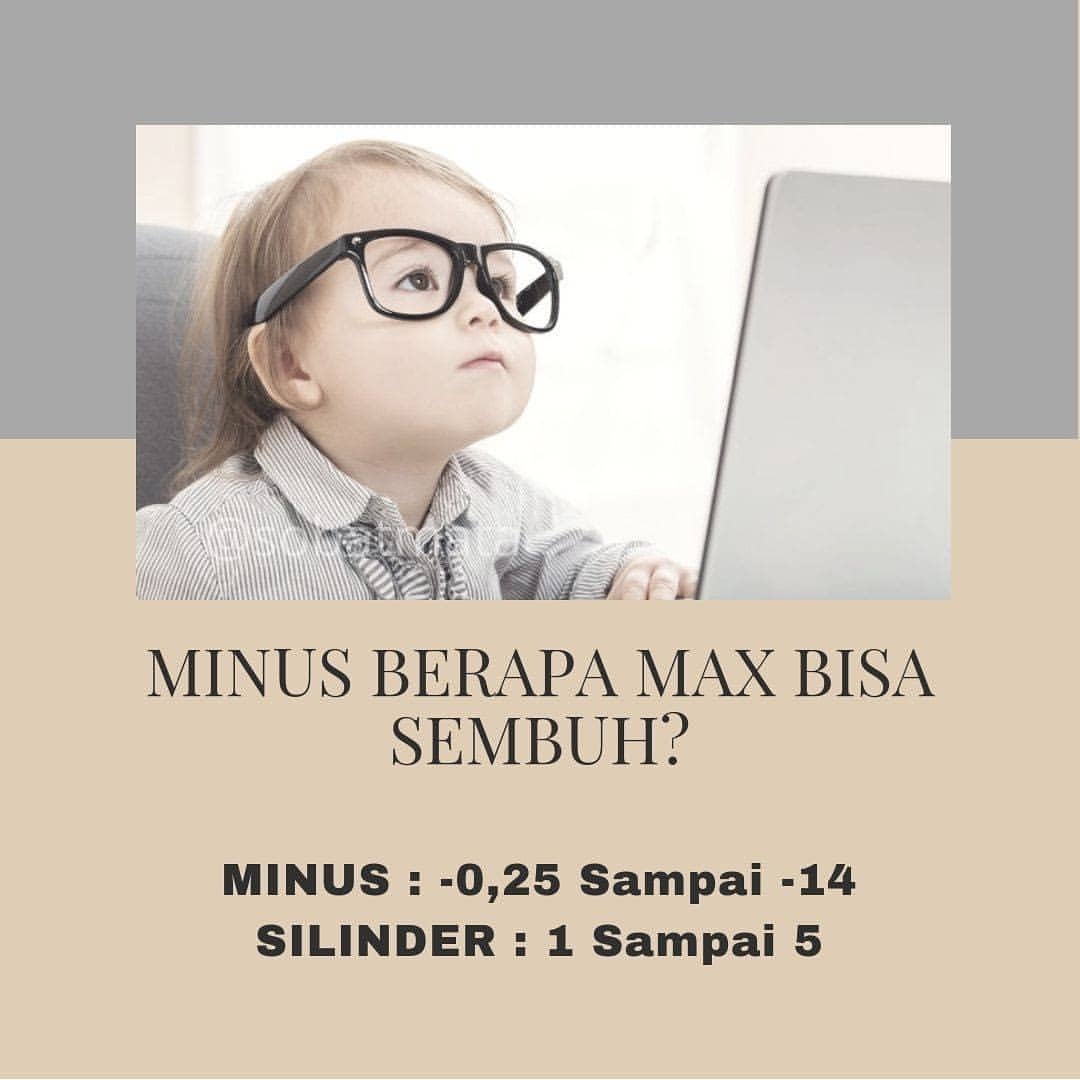 MINUS BERAPA MAX BISA
SEMBUH?
MINUS : -0,25 Sampai -14
SILINDER : 1 Sampai 5